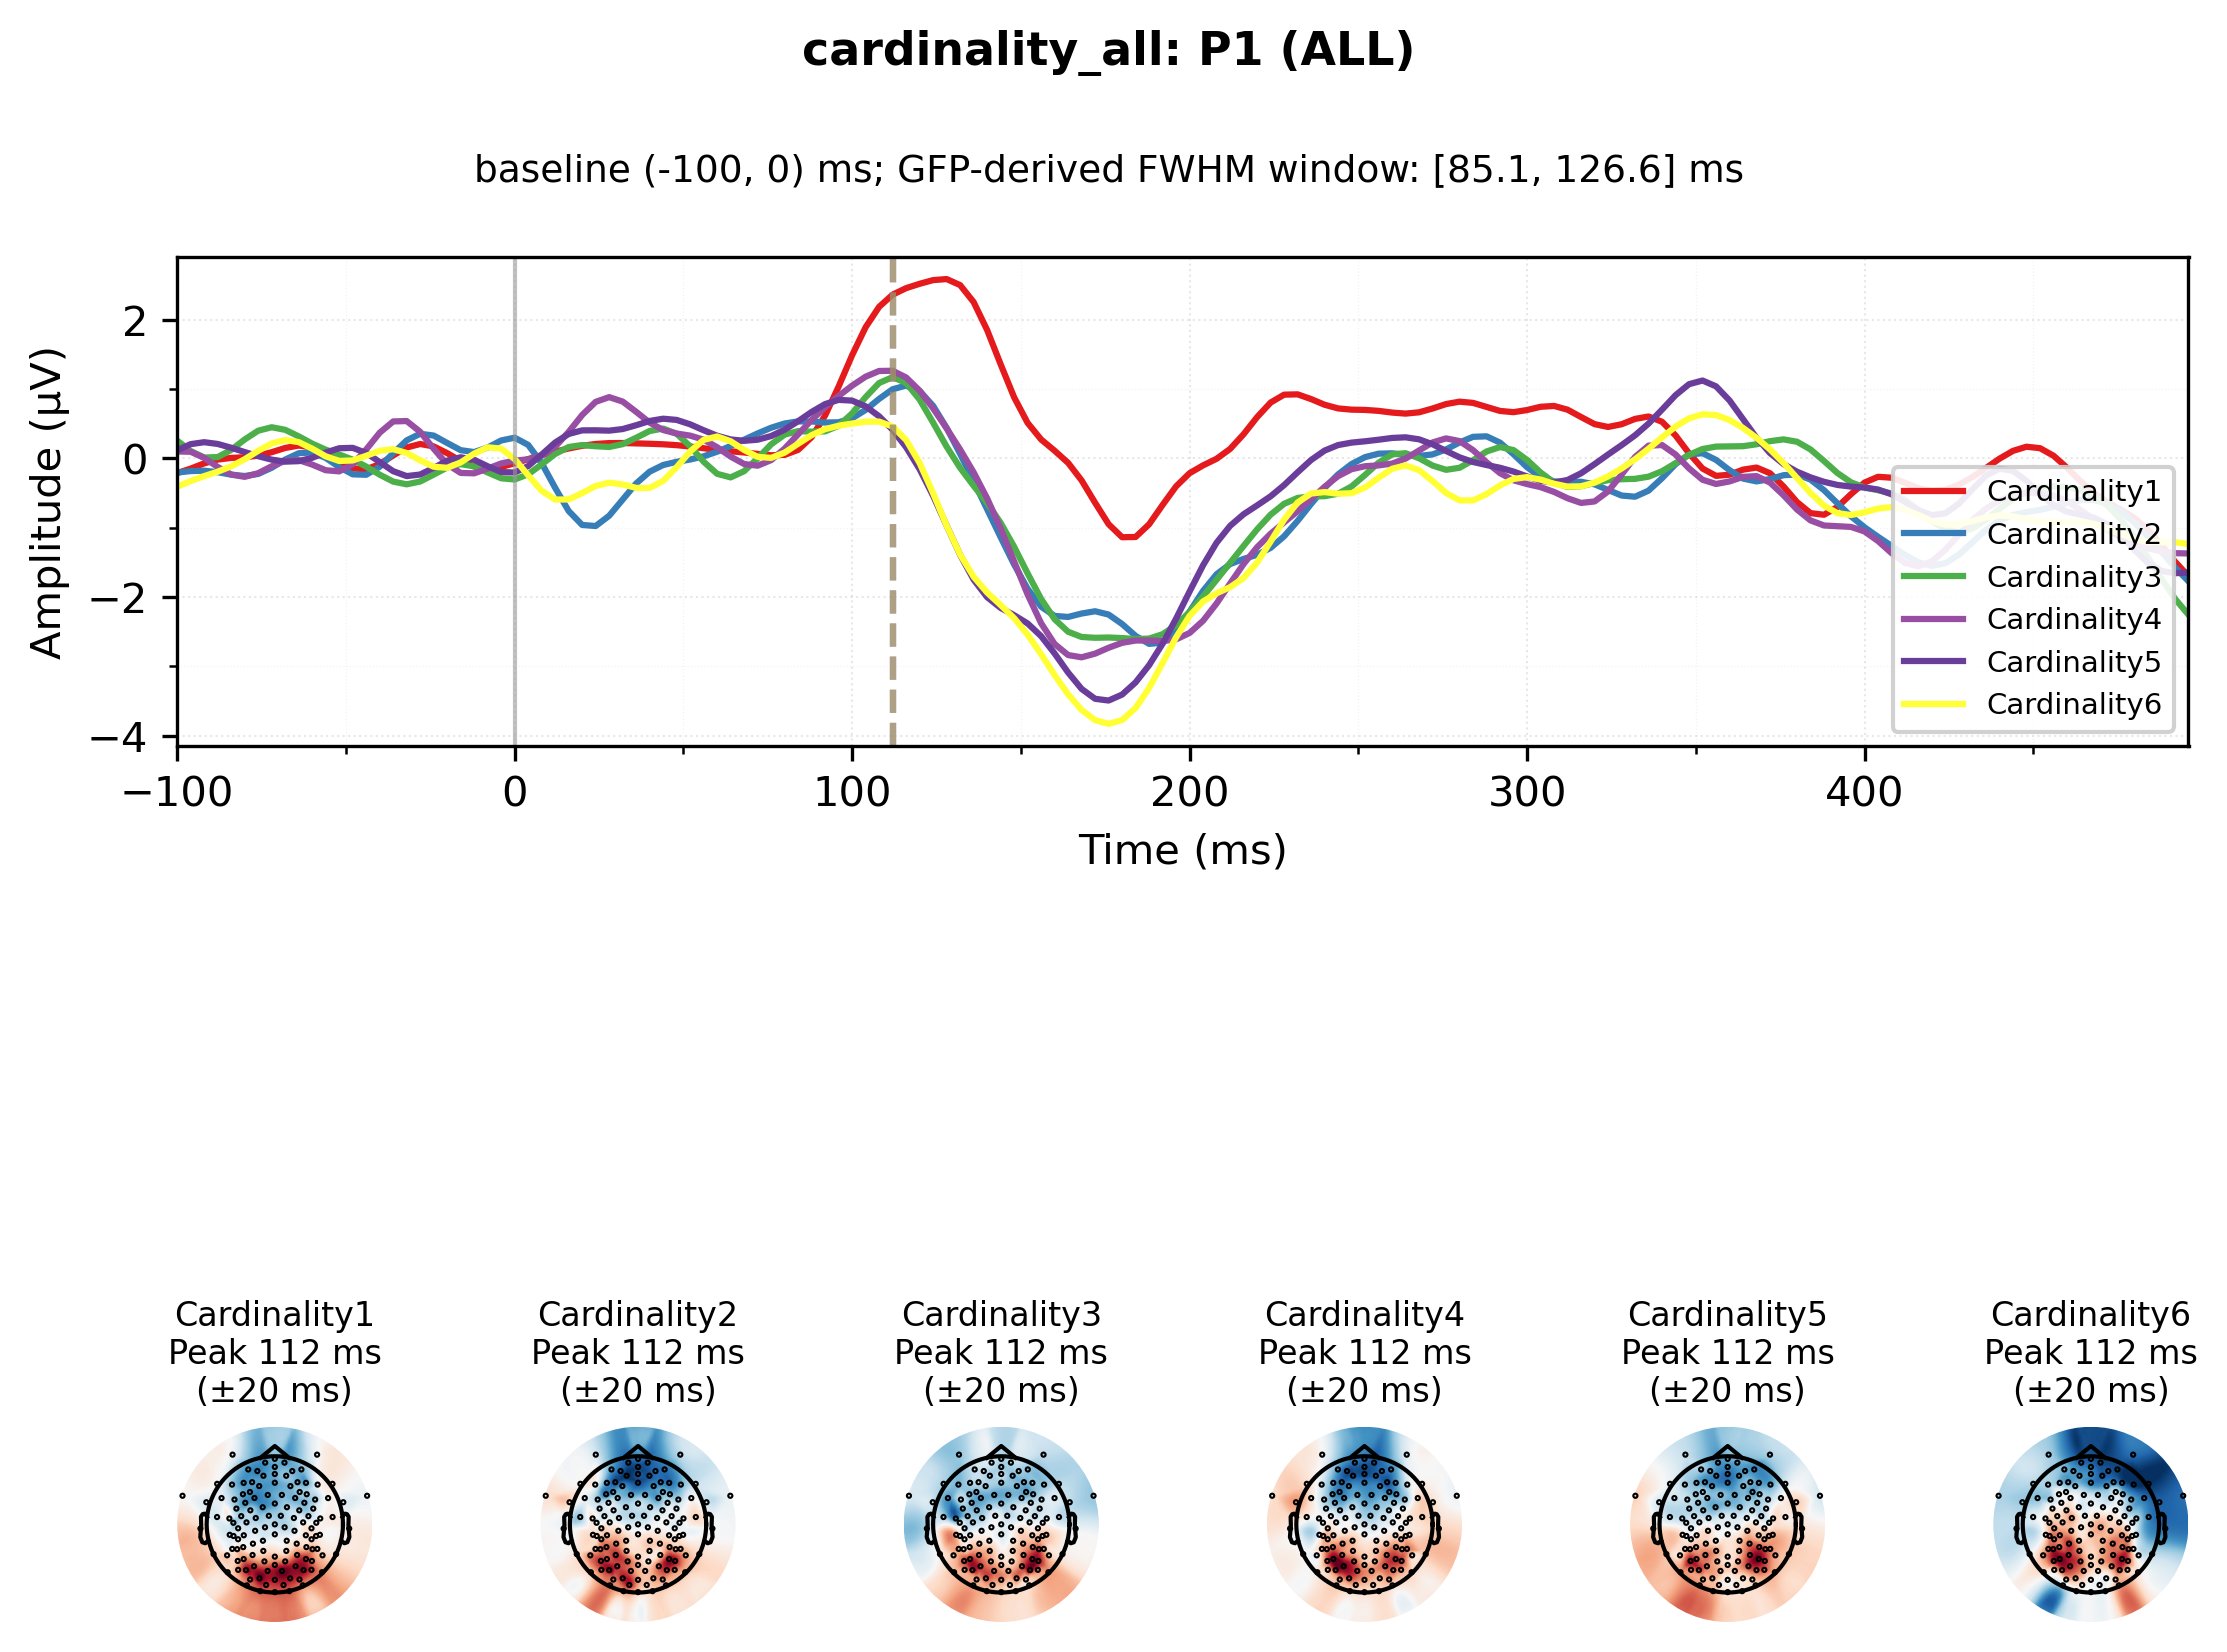 cardinality_all: P1 (ALL)
baseline (-100, 0) ms; GFP-derived FWHM window: [85.1, 126.6] ms
Amplitude (µV)
2
0
−2
−4
−100
0
100
200
300
400
Time (ms)
Cardinality1
Cardinality2
Cardinality3
Cardinality4
Cardinality5
Cardinality6
Cardinality1
Peak 112 ms
(±20 ms)
Cardinality2
Peak 112 ms
(±20 ms)
Cardinality3
Peak 112 ms
(±20 ms)
Cardinality4
Peak 112 ms
(±20 ms)
Cardinality5
Peak 112 ms
(±20 ms)
Cardinality6
Peak 112 ms
(±20 ms)